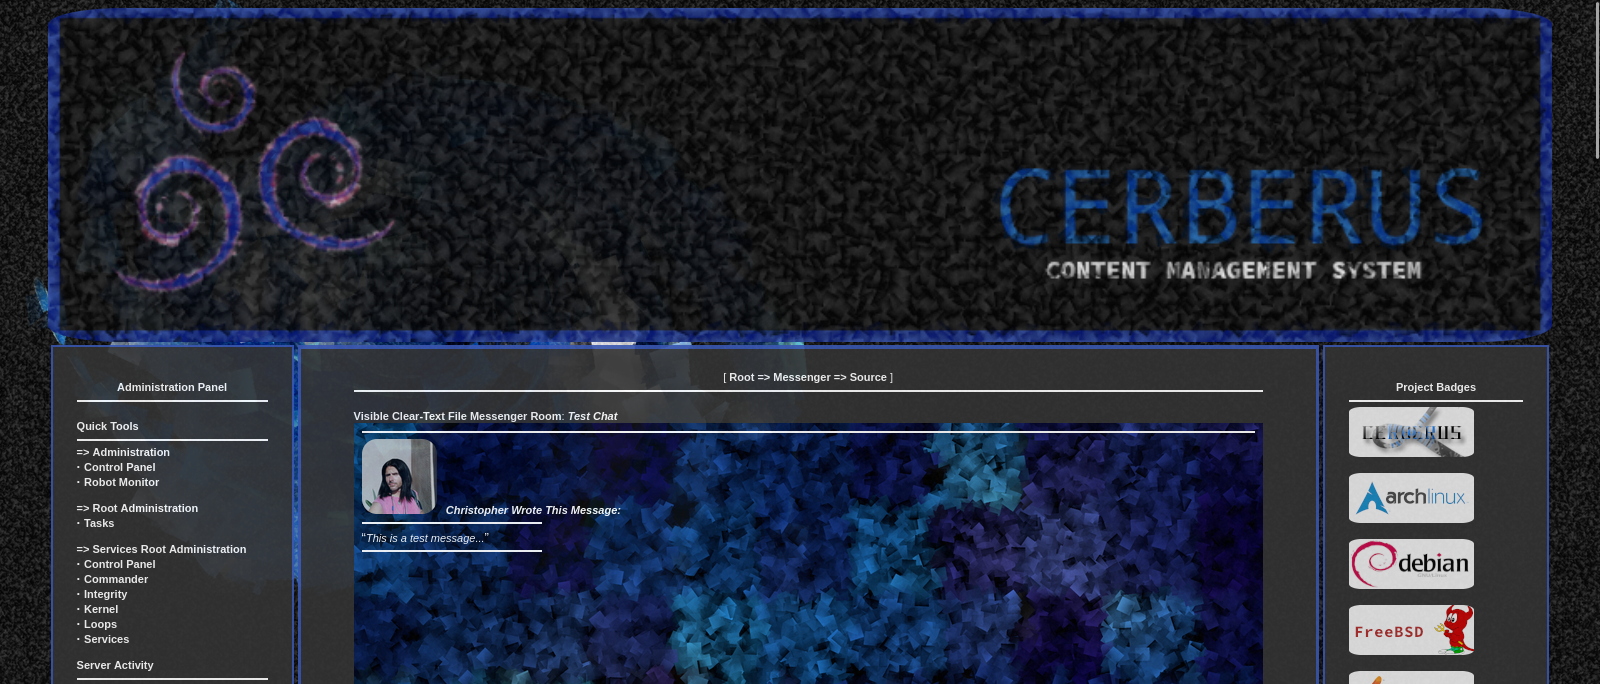 CERBERUS
CONTENT MANAGEMENT SYSTEM
Administration Panel
Quick Tools
=> Administration
· Control Panel
· Robot Monitor
=> Root Administration
· Tasks
=> Services Root Administration
· Control Panel
· Commander
· Integrity
· Kernel
· Loops
· Services
Server Activity
[ Root => Messenger => Source ]
Visible Clear-Text File Messenger Room: Test Chat
Christopher Wrote This Message:
“This is a test message...”
Project Badges
CERBERUS
archlinux
debian
FreeBSD